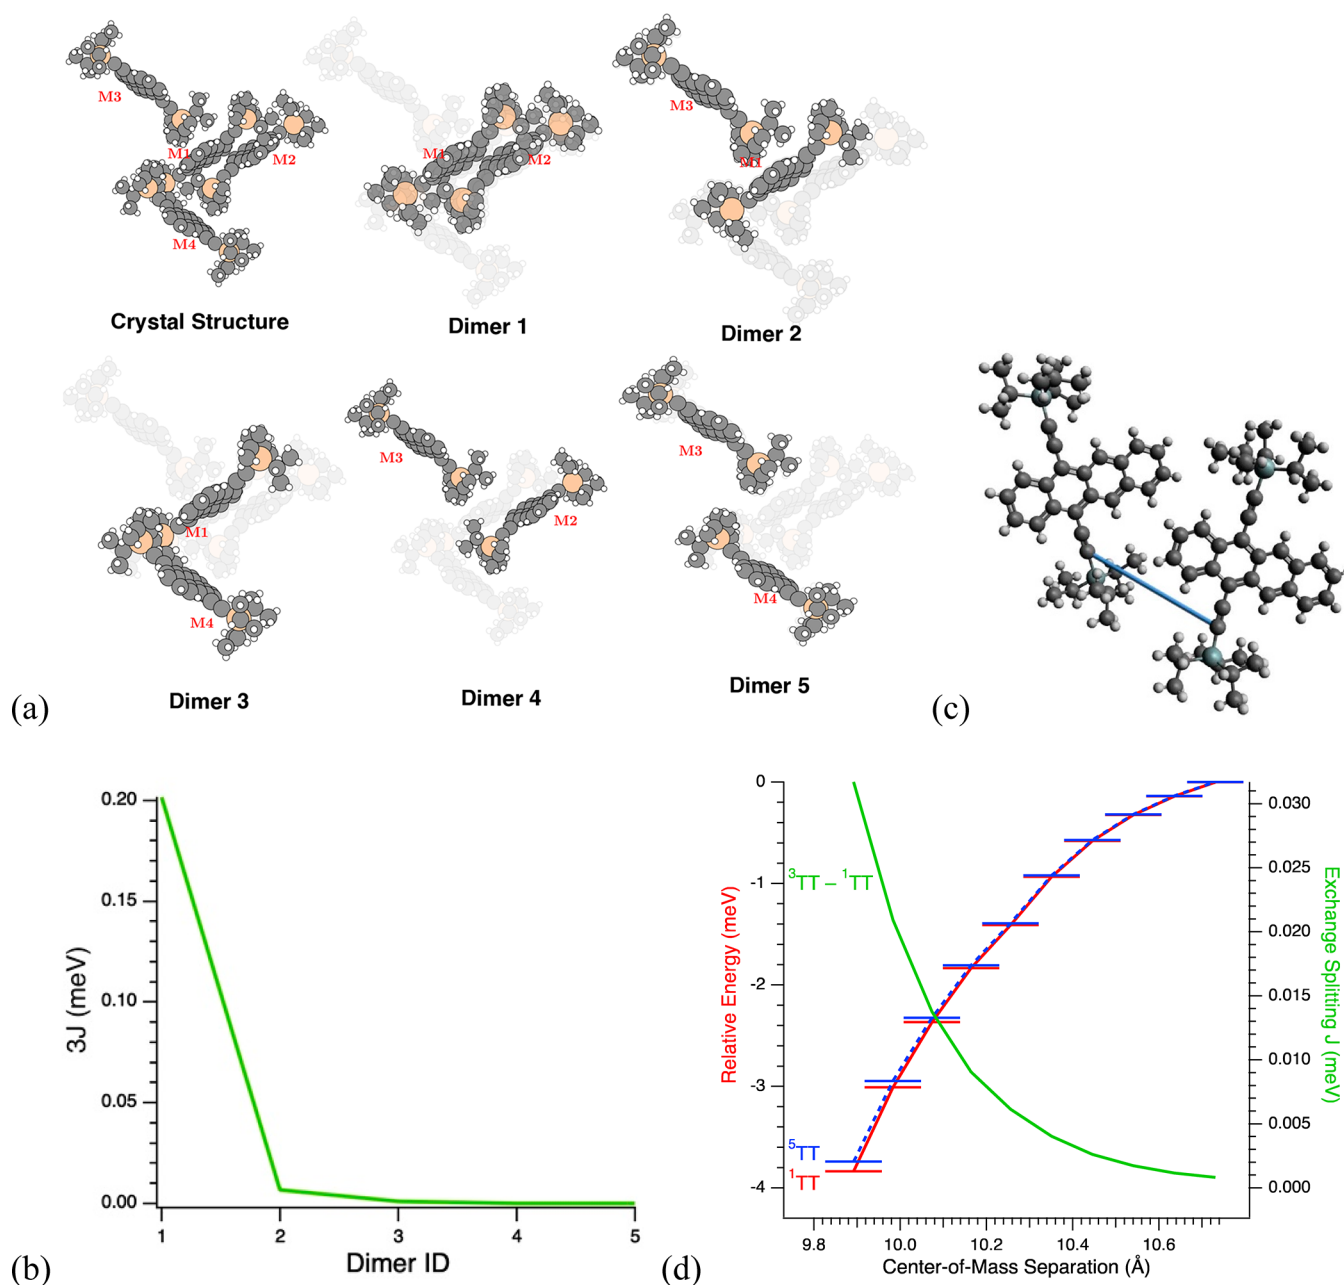 M3
M1
M2
M4
Crystal Structure
M1
M2
Dimer 1
M3
Dimer 2
M1
M4
Dimer 3
M3
M2
Dimer 4
M3
M4
Dimer 5
(a)
(c)
0.20
0.15
0.10
0.05
0.00
3J (meV)
1
2
3
4
5
Dimer ID
(b)
0
-1
-2
-3
-4
Relative Energy (meV)
³TT – ¹TT
⁵TT
¹TT
0.030
0.025
0.020
0.015
0.010
0.005
0.000
Exchange Splitting J (meV)
9.8
10.0
10.2
10.4
10.6
Center-of-Mass Separation (Å)
(d)